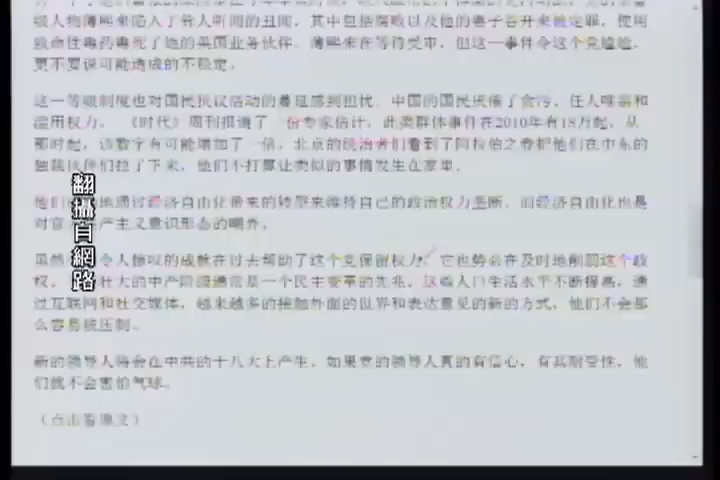 级人物薄熙来陷入了骇人听闻的丑闻，其中包括腐败以及他的妻子谷开来被定罪，使用
致命性毒药毒死了她的英国业务伙伴。薄熙来在等待受审，但这一事件令这个党尴尬，
更不要说可能造成的不稳定。
这一等级制度也对国民抗议活动的蔓延感到担忧。中国的国民厌倦了贪污、任人唯亲和
滥用权力。《时代》周刊报道了一份专家估计，此类群体事件在2010年有18万起，从
那时起，该数字有可能增加了一倍，北京的统治者们看到了阿拉伯之春把他们在中东的
独裁伙伴们拉了下来，他们不打算让类似的事情发生在家里。
他们 地通过经济自由化带来的转型来维持自己的政治权力垄断，而经济自由化也是
对官 产主义意识形态的嘲弄。
虽然 令人惊叹的成就在过去帮助了这个党保留权力，它也势必在及时地削弱这个政
权。 壮大的中产阶级通常是一个民主变革的先兆，这些人口生活水平不断提高，通
过互联网和社交媒体，越来越多的接触外面的世界和表达意见的新的方式，他们不会那
么容易被压制。
新的领导人将会在中共的十八大上产生，如果党的领导人真的有信心，有其耐受性，他
们就不会害怕气球。
（点击看原文）
翻攝自網路